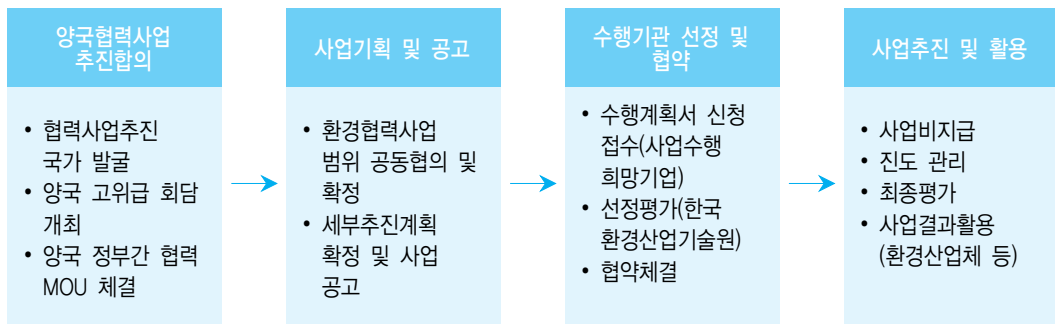 양국협력사업
추진합의
• 협력사업추진
국가 발굴
• 양국 고위급 회담
개최
• 양국 정부간 협력
MOU 체결
사업기획 및 공고
• 환경협력사업
범위 공동협의 및
확정
• 세부추진계획
확정 및 사업
공고
수행기관 선정 및
협약
• 수행계획서 신청
접수(사업수행
희망기업)
• 선정평가(한국
환경산업기술원)
• 협약체결
사업추진 및 활용
• 사업비지급
• 진도 관리
• 최종평가
• 사업결과활용
(환경산업체 등)